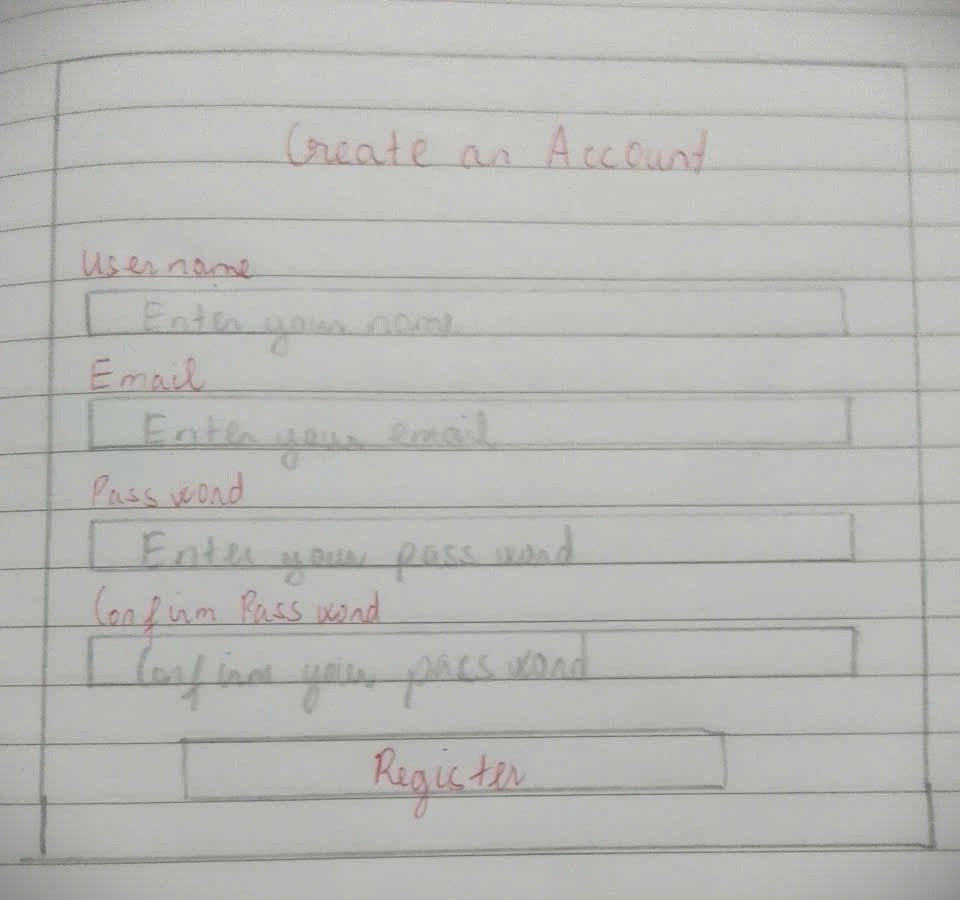 Create an Account
Username
Enter your name
Email
Enter your email
Password
Enter your password
Confirm Password
Confirm your password
Register